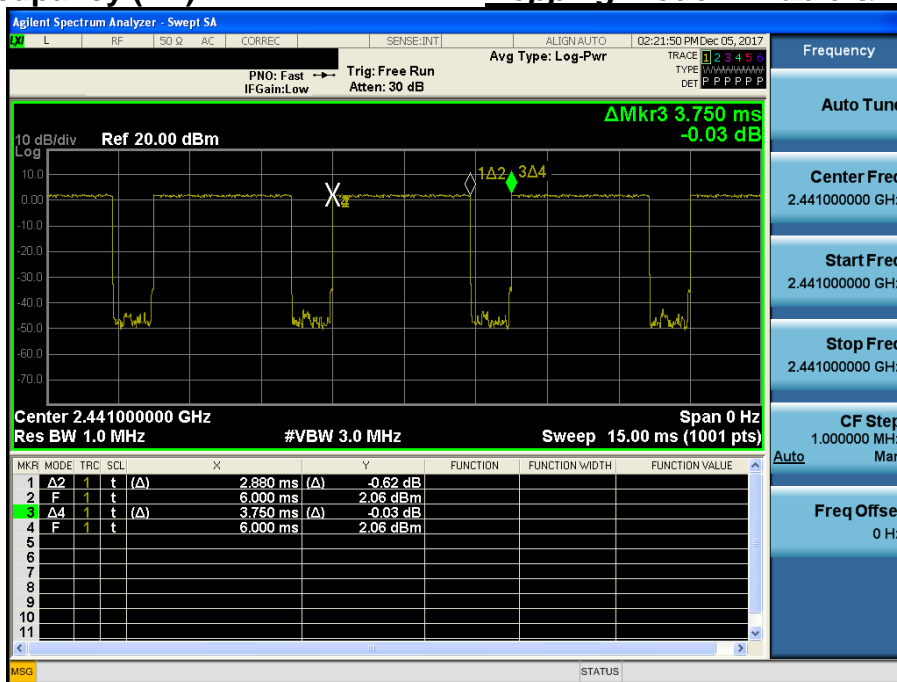 Agilent Spectrum Analyzer - Swept SA
LXI L RF 50 Ω AC CORREC SENSE:INT ALIGN AUTO 02:21:50 PM Dec 05, 2017
PNO: Fast
IFGain:Low
Trig: Free Run
Atten: 30 dB
Avg Type: Log-Pwr
TRACE 1 2 3 4 5 6
TYPE
DET P P P P P P
ΔMkr3 3.750 ms
-0.03 dB
10 dB/div Ref 20.00 dBm
Log
10.0
0.00
-10.0
-20.0
-30.0
-40.0
-50.0
-60.0
-70.0
1Δ2 3Δ4
Center 2.441000000 GHz Span 0 Hz
Res BW 1.0 MHz #VBW 3.0 MHz Sweep 15.00 ms (1001 pts)
MKR MODE TRC SCL X Y FUNCTION FUNCTION WIDTH FUNCTION VALUE
1 Δ2 1 t (Δ) 2.880 ms (Δ) -0.62 dB
2 F 1 t 6.000 ms 2.06 dBm
3 Δ4 1 t (Δ) 3.750 ms (Δ) -0.03 dB
4 F 1 t 6.000 ms 2.06 dBm
5
6
7
8
9
10
11
MSG STATUS
Frequency
Auto Tune
Center Freq
2.441000000 GHz
Start Freq
2.441000000 GHz
Stop Freq
2.441000000 GHz
CF Step
1.000000 MHz
Auto Man
Freq Offset
0 Hz